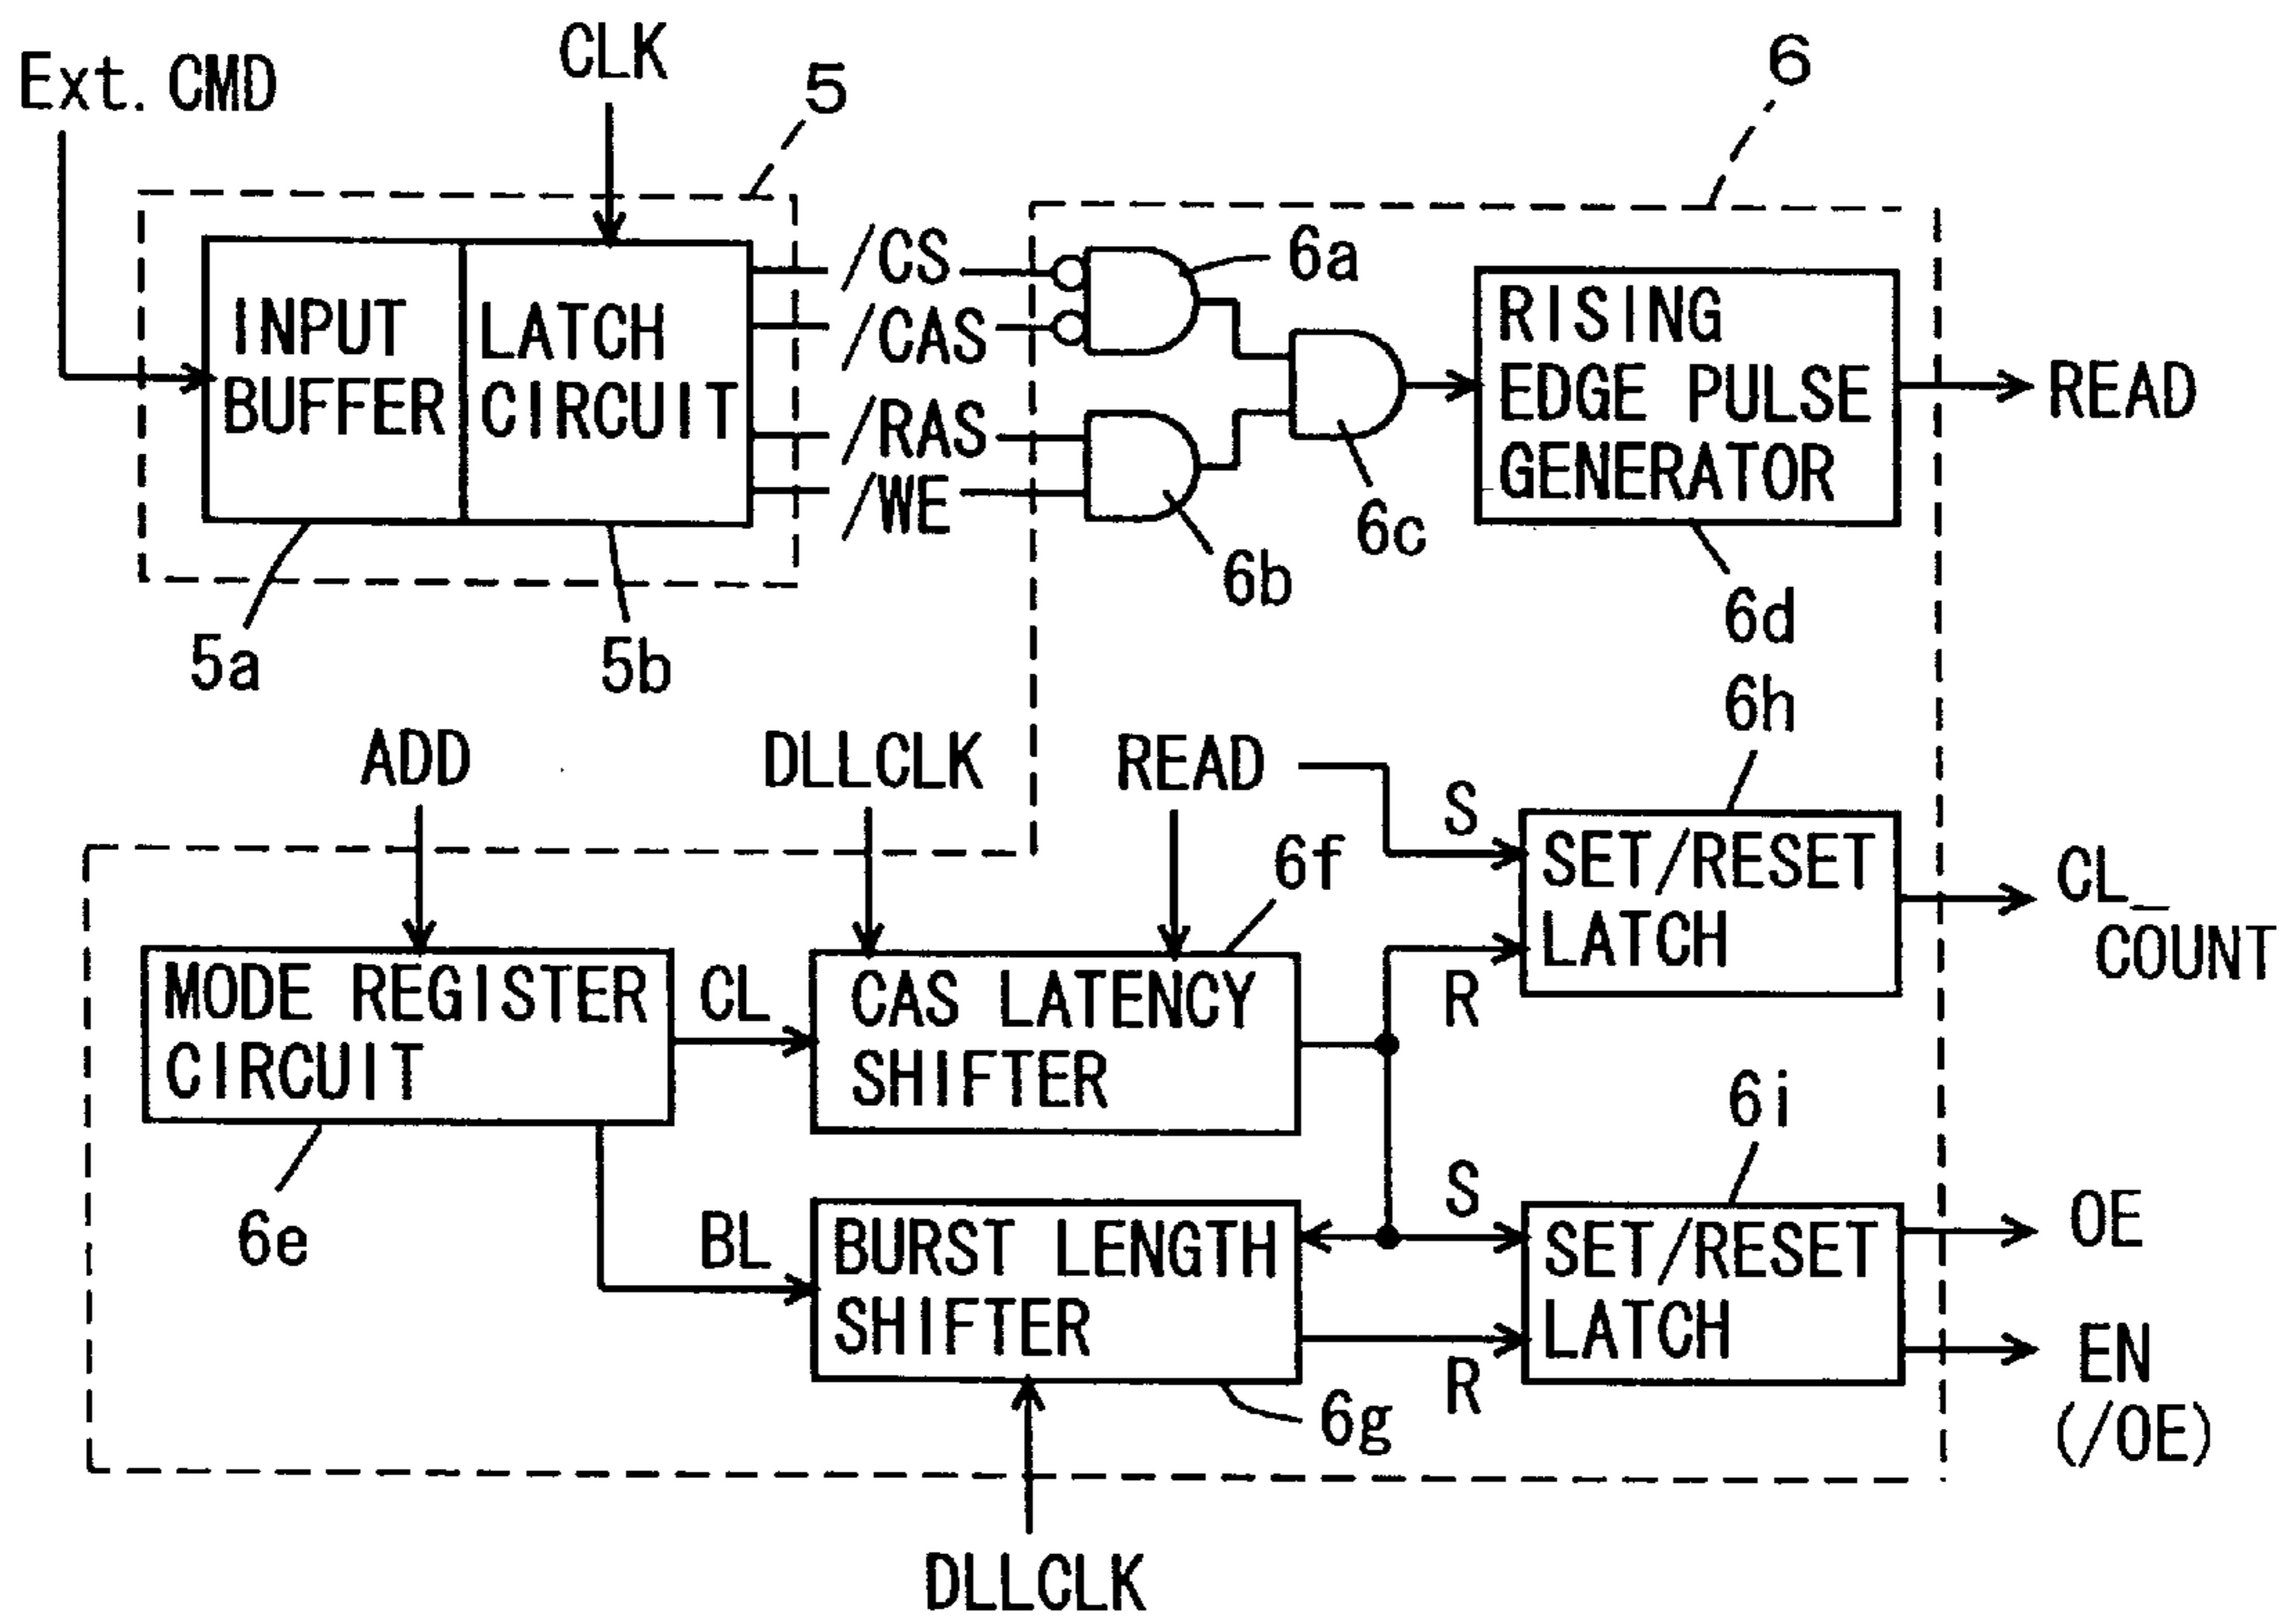 Ext. CMD
CLK
5
6
INPUT
BUFFER
LATCH
CIRCUIT
/CS
/CAS
/RAS
/WE
6a
6b
6c
RISING
EDGE PULSE
GENERATOR
READ
5a
5b
6d
6h
ADD
DLLCLK
READ
S
6f
SET/RESET
LATCH
CL_
COUNT
MODE REGISTER
CIRCUIT
CL
CAS LATENCY
SHIFTER
R
6i
6e
BL
BURST LENGTH
SHIFTER
S
SET/RESET
LATCH
OE
R
EN
(/OE)
6g
DLLCLK